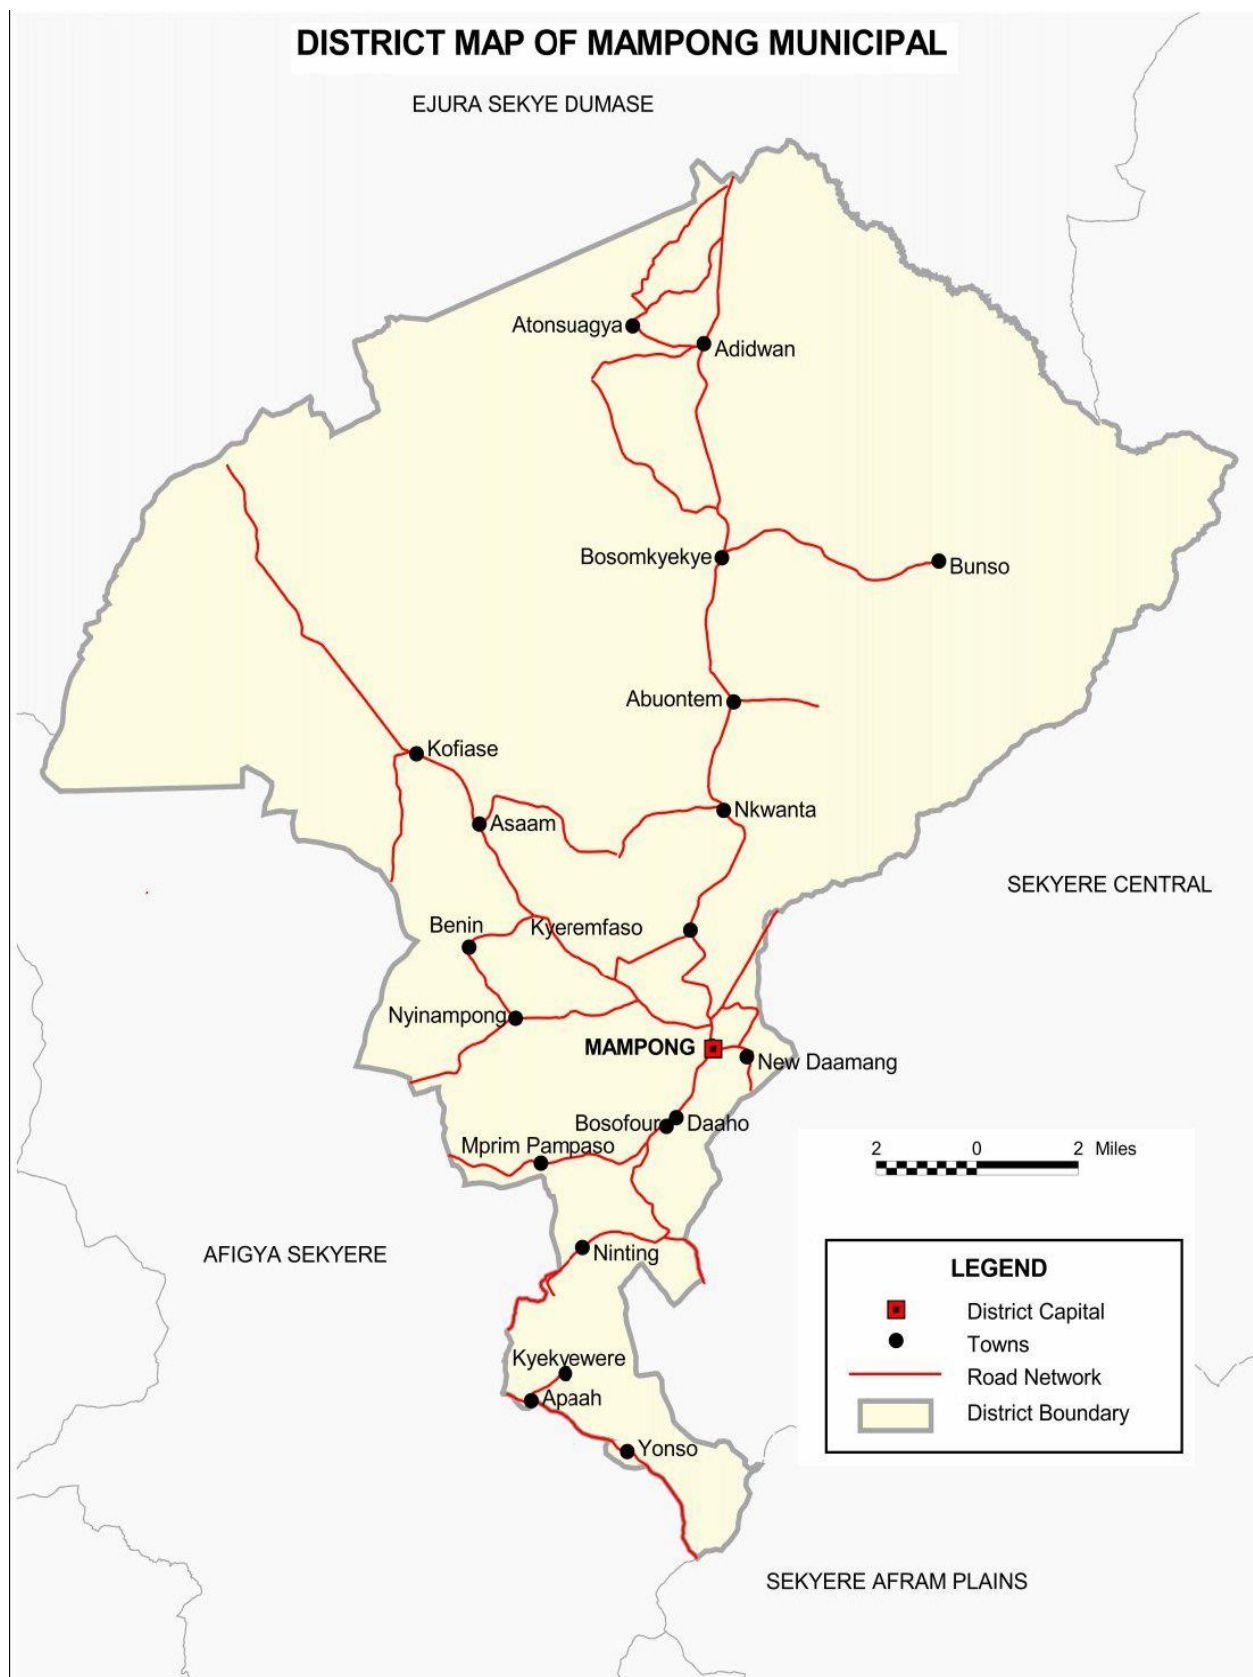 DISTRICT MAP OF MAMPONG MUNICIPAL
EJURA SEKYE DUMASE
Atonsuagya
Adidwan
Bosomkyekye
Bunso
Abuontem
Kofiase
Nkwanta
Asaam
SEKYERE CENTRAL
Benin
Kyeremfaso
Nyinampong
MAMPONG
New Daamang
Bosofour
Daaho
Mprim Pampaso
2 0 2 Miles
AFIGYA SEKYERE
Ninting
LEGEND
District Capital
Towns
Road Network
District Boundary
Kyekyewere
Apaah
Yonso
SEKYERE AFRAM PLAINS